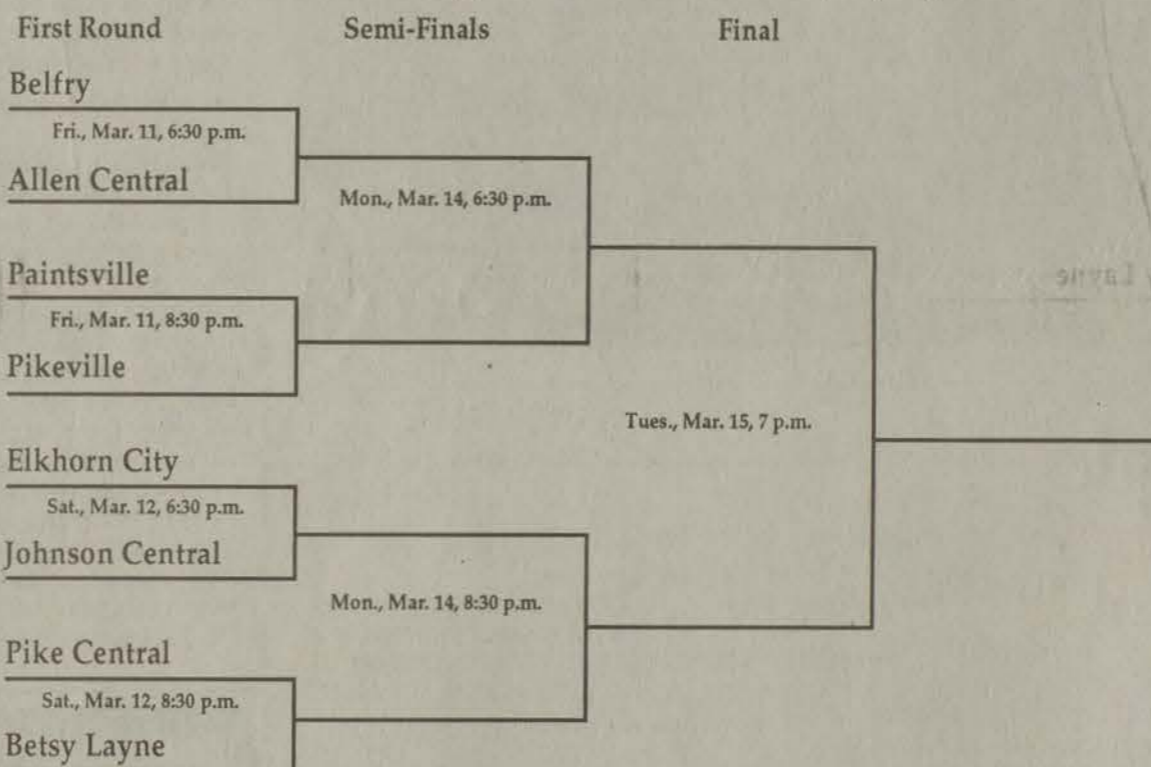 First Round
Semi-Finals
Final
Belfry
Fri., Mar. 11, 6:30 p.m.
Allen Central
Mon., Mar. 14, 6:30 p.m.
Paintsville
Fri., Mar. 11, 8:30 p.m.
Pikeville
Tues., Mar. 15, 7 p.m.
Elkhorn City
Sat., Mar. 12, 6:30 p.m.
Johnson Central
Mon., Mar. 14, 8:30 p.m.
Pike Central
Sat., Mar. 12, 8:30 p.m.
Betsy Layne